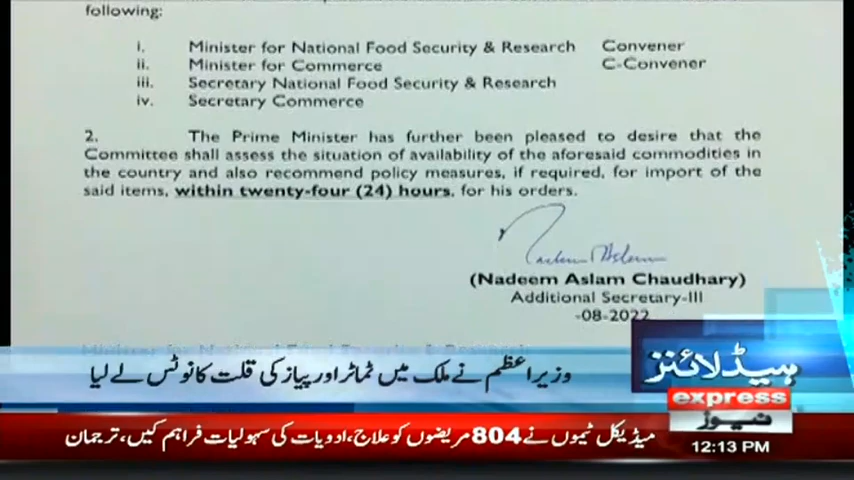 following:
i. Minister for National Food Security & Research Convener
ii. Minister for Commerce C-Convener
iii. Secretary National Food Security & Research
iv. Secretary Commerce
2. The Prime Minister has further been pleased to desire that the
Committee shall assess the situation of availability of the aforesaid commodities in
the country and also recommend policy measures, if required, for import of the
said items, within twenty-four (24) hours, for his orders.
Nadeem Aslam
(Nadeem Aslam Chaudhary)
Additional Secretary-III
-08-2022
وزیراعظم نے ملک میں ٹماٹر اور پیاز کی قلت کا نوٹس لے لیا
ہیڈلائنز
express
نیوز
12:13 PM
میڈیکل ٹیموں نے 804 مریضوں کو علاج، ادویات کی سہولیات فراہم کیں، ترجمان